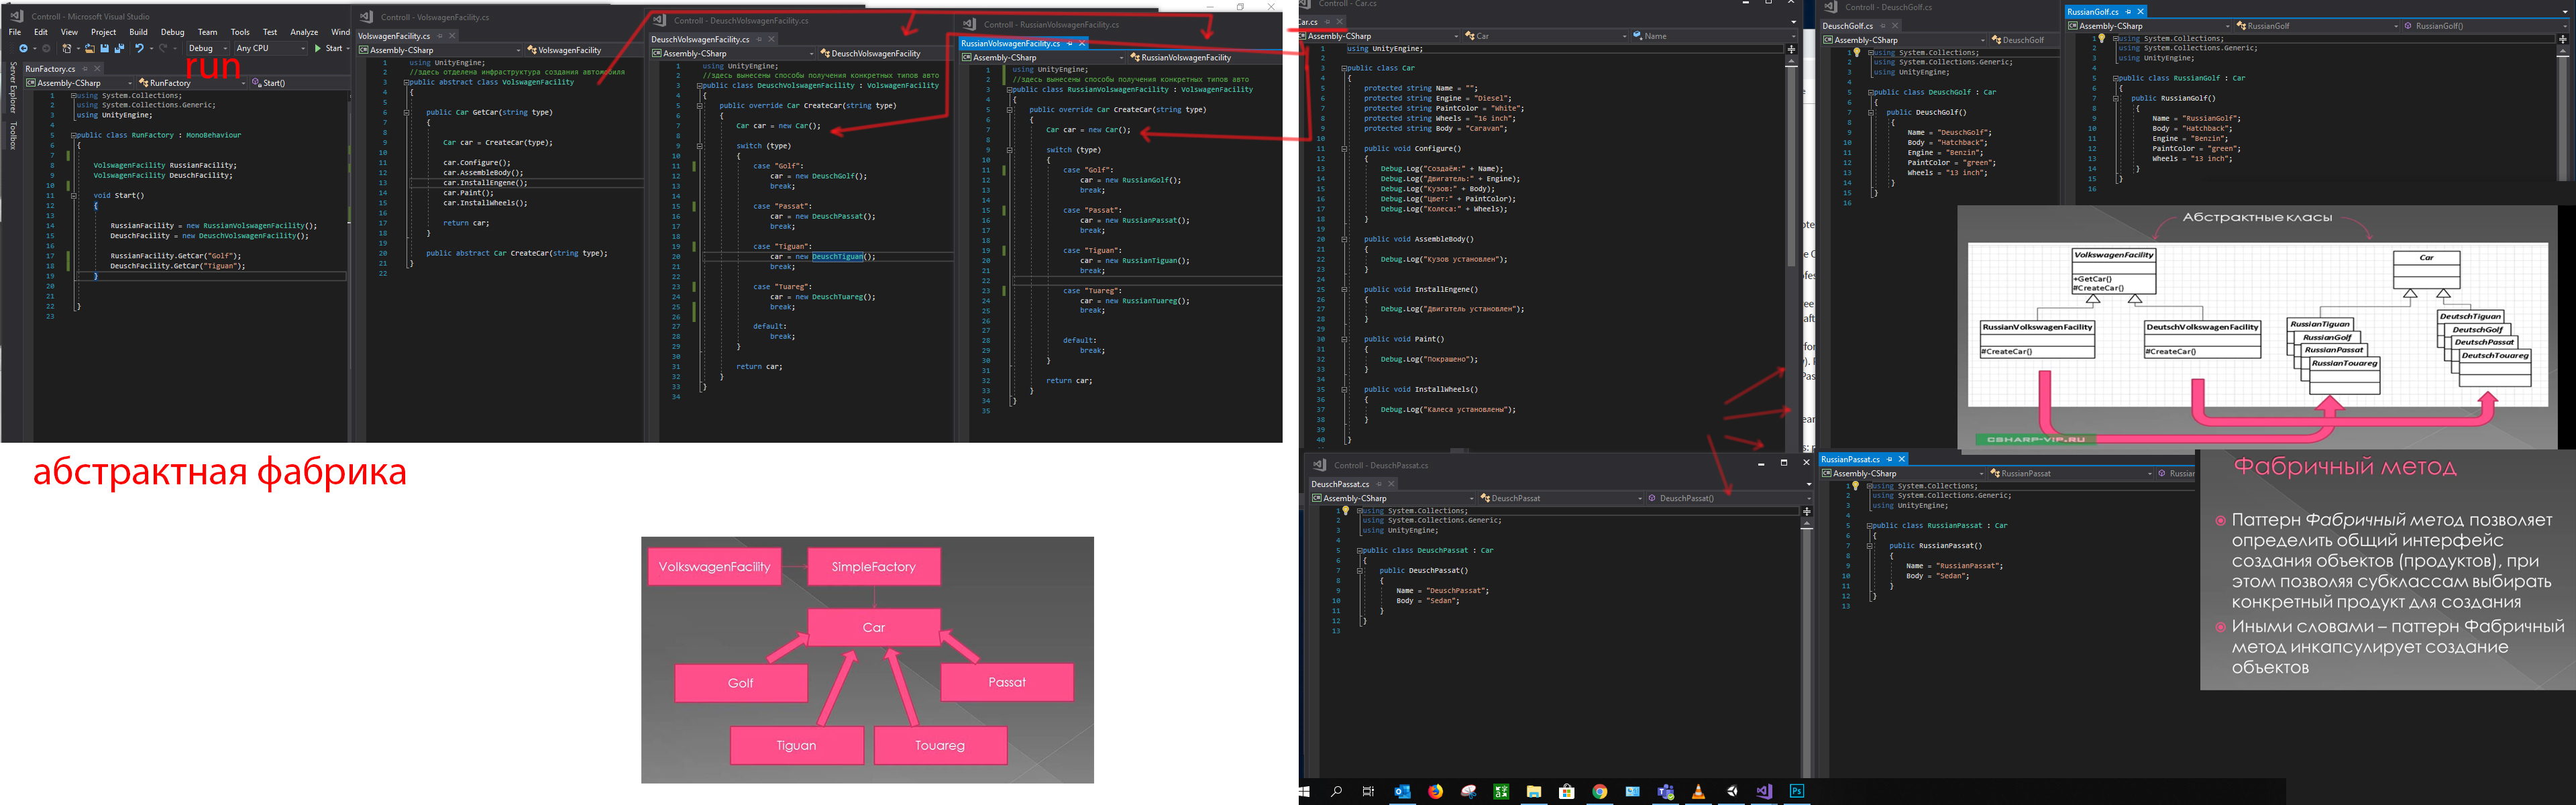 Controll - Microsoft Visual Studio
File Edit View Project Build Debug Team Tools Test Analyze Wind
Debug Any CPU Start
run
Server Explorer
Toolbox
RunFactory.cs
Assembly-CSharp RunFactory Start()
using System.Collections;
using System.Collections.Generic;
using UnityEngine;
public class RunFactory : MonoBehaviour
{
VolswagenFacility RussianFacility;
VolswagenFacility DeuschFacility;
void Start()
{
RussianFacility = new RussianVolswagenFacility();
DeuschFacility = new DeuschVolswagenFacility();
RussianFacility.GetCar("Golf");
DeuschFacility.GetCar("Tiguan");
}
}
Controll - VolswagenFacility.cs
VolswagenFacility.cs
Assembly-CSharp VolswagenFacility
using UnityEngine;
//здесь отделена инфраструктура создания автомобиля
public abstract class VolswagenFacility
{
public Car GetCar(string type)
{
Car car = CreateCar(type);
car.Configure();
car.AssembleBody();
car.InstallEngene();
car.Paint();
car.InstallWheels();
return car;
}
public abstract Car CreateCar(string type);
}
Controll - DeuschVolswagenFacility.cs
DeuschVolswagenFacility.cs
Assembly-CSharp DeuschVolswagenFacility
using UnityEngine;
//здесь вынесены способы получения конкретных типов авто
public class DeuschVolswagenFacility : VolswagenFacility
{
public override Car CreateCar(string type)
{
Car car = new Car();
switch (type)
{
case "Golf":
car = new DeuschGolf();
break;
case "Passat":
car = new DeuschPassat();
break;
case "Tiguan":
car = new DeuschTiguan();
break;
case "Tuareg":
car = new DeuschTuareg();
break;
default:
break;
}
return car;
}
}
Controll - RussianVolswagenFacility.cs
RussianVolswagenFacility.cs
Assembly-CSharp RussianVolswagenFacility
using UnityEngine;
//здесь вынесены способы получения конкретных типов авто
public class RussianVolswagenFacility : VolswagenFacility
{
public override Car CreateCar(string type)
{
Car car = new Car();
switch (type)
{
case "Golf":
car = new RussianGolf();
break;
case "Passat":
car = new RussianPassat();
break;
case "Tiguan":
car = new RussianTiguan();
break;
case "Tuareg":
car = new RussianTuareg();
break;
default:
break;
}
return car;
}
}
абстрактная фабрика
VolkswagenFacility SimpleFactory
Car
Golf Passat
Tiguan Touareg
Controll - Car.cs
Car.cs
Assembly-CSharp Car Name
using UnityEngine;
public class Car
{
protected string Name = "";
protected string Engine = "Diesel";
protected string PaintColor = "White";
protected string Wheels = "16 inch";
protected string Body = "Caravan";
public void Configure()
{
Debug.Log("Создаём:" + Name);
Debug.Log("Двигатель:" + Engine);
Debug.Log("Кузов:" + Body);
Debug.Log("Цвет:" + PaintColor);
Debug.Log("Колеса:" + Wheels);
}
public void AssembleBody()
{
Debug.Log("Кузов установлен");
}
public void InstallEngene()
{
Debug.Log("Двигатель установлен");
}
public void Paint()
{
Debug.Log("Покрашено");
}
public void InstallWheels()
{
Debug.Log("Калеса установлены");
}
}
Controll - DeuschGolf.cs
DeuschGolf.cs
Assembly-CSharp DeuschGolf
using System.Collections;
using System.Collections.Generic;
using UnityEngine;
public class DeuschGolf : Car
{
public DeuschGolf()
{
Name = "DeuschGolf";
Body = "Hatchback";
Engine = "Benzin";
PaintColor = "green";
Wheels = "13 inch";
}
}
RussianGolf.cs
Assembly-CSharp RussianGolf RussianGolf()
using System.Collections;
using System.Collections.Generic;
using UnityEngine;
public class RussianGolf : Car
{
public RussianGolf()
{
Name = "RussianGolf";
Body = "Hatchback";
Engine = "Benzin";
PaintColor = "green";
Wheels = "13 inch";
}
}
Абстрактные класы
VolkswagenFacility
+GetCar()
#CreateCar()
Car
RussianVolkswagenFacility
#CreateCar()
DeutschVolkswagenFacility
#CreateCar()
RussianTiguan
RussianGolf
RussianPassat
RussianTouareg
DeutschTiguan
DeutschGolf
DeutschPassat
DeutschTouareg
CSHARP-VIP.RU
Controll - DeuschPassat.cs
DeuschPassat.cs
Assembly-CSharp DeuschPassat DeuschPassat()
using System.Collections;
using System.Collections.Generic;
using UnityEngine;
public class DeuschPassat : Car
{
public DeuschPassat()
{
Name = "DeuschPassat";
Body = "Sedan";
}
}
RussianPassat.cs
Assembly-CSharp RussianPassat Russian
using System.Collections;
using System.Collections.Generic;
using UnityEngine;
public class RussianPassat : Car
{
public RussianPassat()
{
Name = "RussianPassat";
Body = "Sedan";
}
}
Фабричный метод
Паттерн Фабричный метод позволяет
определить общий интерфейс
создания объектов (продуктов), при
этом позволяя субклассам выбирать
конкретный продукт для создания
Иными словами – паттерн Фабричный
метод инкапсулирует создание
объектов